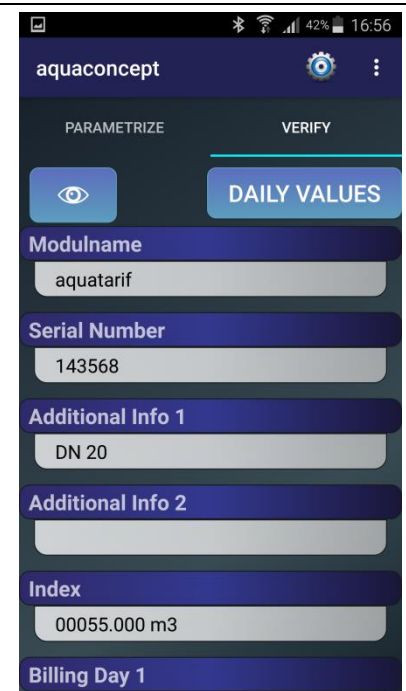 42% 16:56
aquaconcept
PARAMETRIZE VERIFY
DAILY VALUES
Modulname
aquatarif
Serial Number
143568
Additional Info 1
DN 20
Additional Info 2
Index
00055.000 m3
Billing Day 1